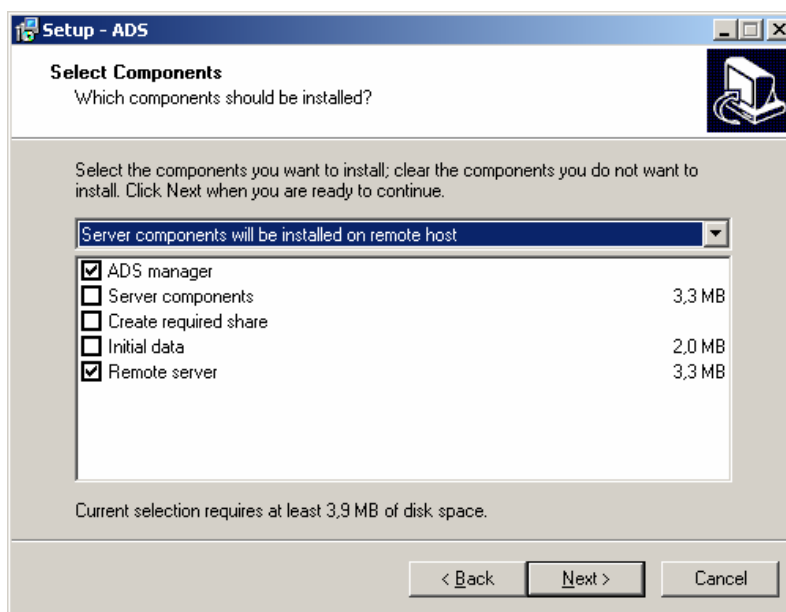 Setup - ADS
Select Components
Which components should be installed?
Select the components you want to install; clear the components you do not want to
install. Click Next when you are ready to continue.
Server components will be installed on remote host
ADS manager
Server components 3,3 MB
Create required share
Initial data 2,0 MB
Remote server 3,3 MB
Current selection requires at least 3,9 MB of disk space.
< Back Next > Cancel